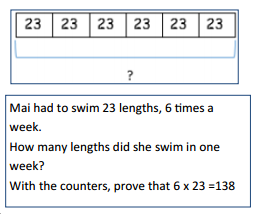 23 23 23 23 23 23
?
Mai had to swim 23 lengths, 6 times a
week.
How many lengths did she swim in one
week?
With the counters, prove that 6 x 23 =138